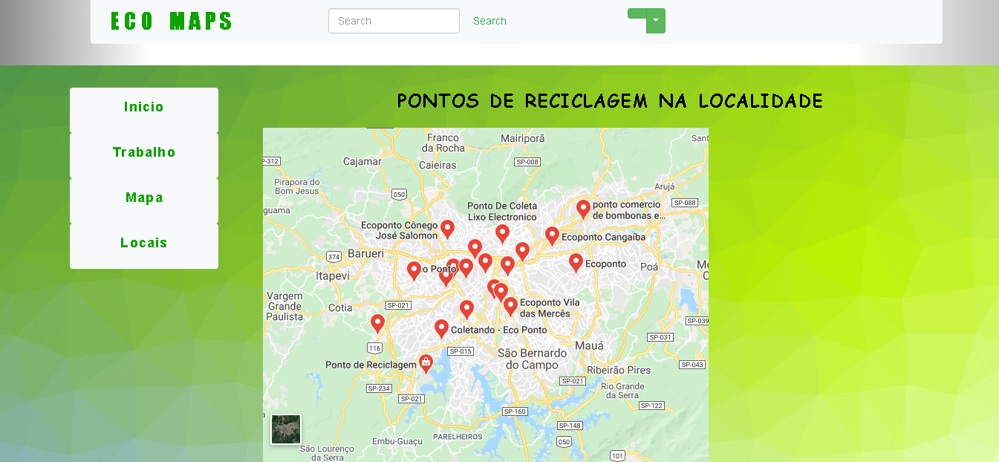 ECO MAPS
Search
Search
Inicio
Trabalho
Mapa
Locais
PONTOS DE RECICLAGEM NA LOCALIDADE
Franco
da Rocha
Mairiporã
Sant
P-312
Cajamar
Caieiras
SP-008
Pirapora do
Bom Jesus
Arujá
050
SP-088
guama
Ponto De Coleta
Lixo Electronico
ponto comercio
de bombonas e...
Ecoponto Cônego
José Salomon
Ecoponto Cangaíba
374
Barueri
Ecoponto
Poá
co Ponto
Itapevi
Vargem
Grande
Paulista
Cotia
SP-021
Ecoponto Vila
das Mercês
SP-039
Coletando - Eco Ponto
SP-031
116
SP-015
São Bernardo
do Campo
Mauá
Ponto de Reciclagem
Ribeirão Pires
SP-043
SP-234
SP-021
SP-021
Rio Grande
da Serra
SP-122
SP-160
SP-148
PARELHEIROS
Embu-Guaçu
050
São Lourenço
da Serra
101